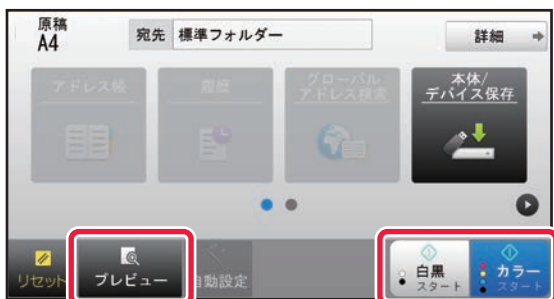 原稿
A4
宛先 標準フォルダー
詳細
アドレス帳
履歴
グローバル
アドレス検索
本体/
デバイス保存
リセット
プレビュー
自動設定
白黒
スタート
カラー
スタート